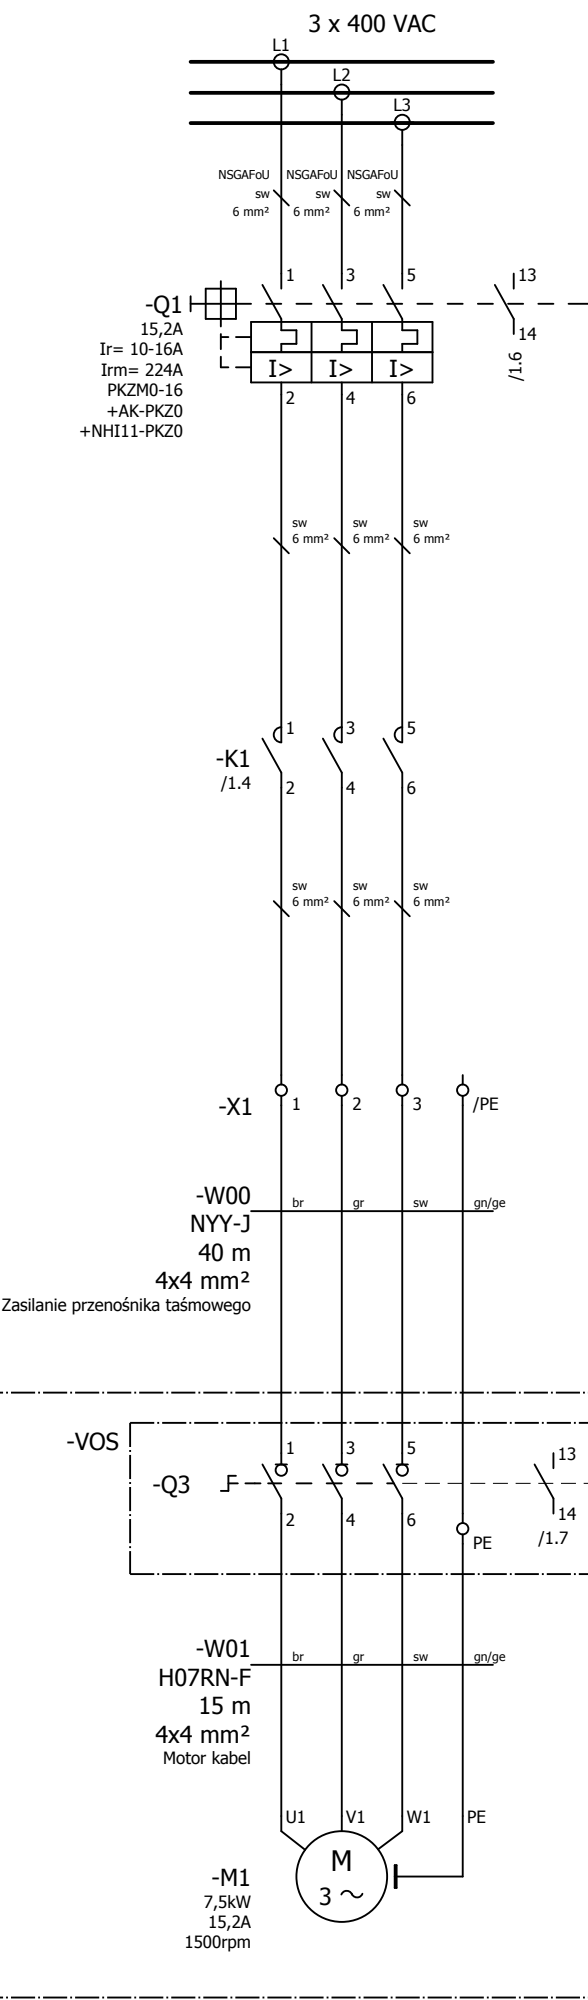 3 x 400 VAC
L1
L2
L3
NSGAFoU NSGAFoU NSGAFoU
sw sw sw
6 mm² 6 mm² 6 mm²
1 3 5 13
-Q1
14
15,2A
Ir= 10-16A
/1.6
Irm= 224A
I> I> I>
PKZM0-16
2 4 6
+AK-PKZ0
+NHI11-PKZ0
sw sw sw
6 mm² 6 mm² 6 mm²
1 3 5
-K1
/1.4
2 4 6
sw sw sw
6 mm² 6 mm² 6 mm²
-X1 1 2 3 /PE
-W00
br gr sw gn/ge
NYY-J
40 m
4x4 mm²
Zasilanie przenośnika taśmowego
-VOS
1 3 5 13
-Q3
2 4 6 14
PE /1.7
-W01
br gr sw gn/ge
H07RN-F
15 m
4x4 mm²
Motor kabel
U1 V1 W1 PE
M
3 ~
-M1
7,5kW
15,2A
1500rpm